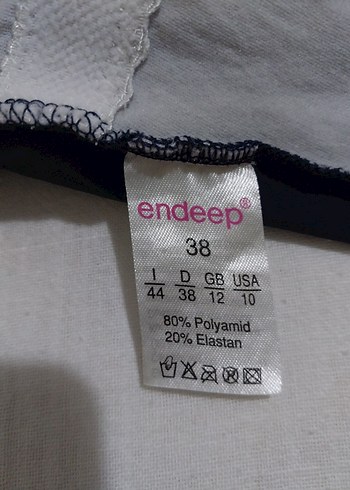 endeep®
38
I D GB USA
44 38 12 10
80% Polyamid
20% Elastan